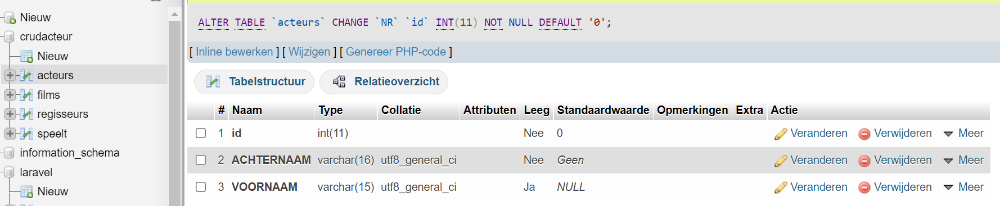 Nieuw
crudacteur
Nieuw
acteurs
films
regisseurs
speelt
information_schema
laravel
Nieuw
ALTER TABLE `acteurs` CHANGE `NR` `id` INT(11) NOT NULL DEFAULT '0';
[ Inline bewerken ] [ Wijzigen ] [ Genereer PHP-code ]
Tabelstructuur Relatieoverzicht
# Naam Type Collatie Attributen Leeg Standaardwaarde Opmerkingen Extra Actie
1 id int(11) Nee 0 Veranderen Verwijderen Meer
2 ACHTERNAAM varchar(16) utf8_general_ci Nee Geen Veranderen Verwijderen Meer
3 VOORNAAM varchar(15) utf8_general_ci Ja NULL Veranderen Verwijderen Meer